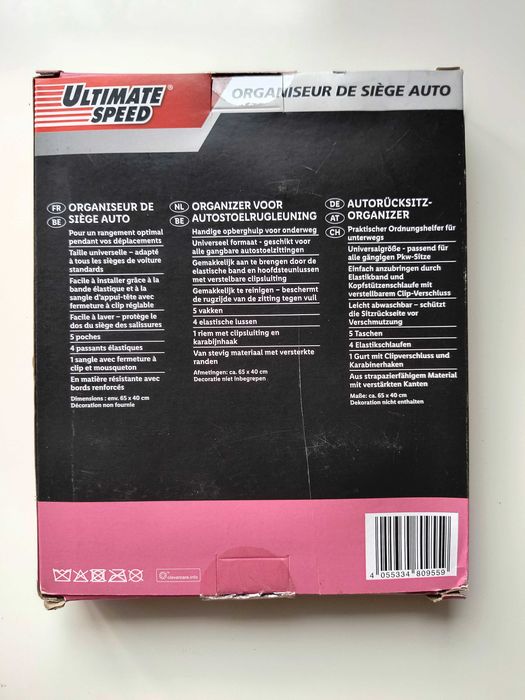 ULTIMATE SPEED®
ORGANISEUR DE SIÈGE AUTO
FR BE ORGANISEUR DE
SIÈGE AUTO
Pour un rangement optimal
pendant vos déplacements
Taille universelle – adapté
à tous les sièges de voiture
standards
Facile à installer grâce à la
bande élastique et à la
sangle d'appui-tête avec
fermeture à clip réglable
Facile à laver – protège le
dos du siège des salissures
5 poches
4 passants élastiques
1 sangle avec fermeture à
clip et mousqueton
En matière résistante avec
bords renforcés
Dimensions : env. 65 x 40 cm
Décoration non fournie
NL BE ORGANIZER VOOR
AUTOSTOELRUGLEUNING
Handige opberghulp voor onderweg
Universeel formaat - geschikt voor
alle gangbare autostoelzittingen
Gemakkelijk aan te brengen door de
elastische band en hoofdsteunlussen
met verstelbare clipsluiting
Gemakkelijk te reinigen – beschermt
de rugzijde van de zitting tegen vuil
5 vakken
4 elastische lussen
1 riem met clipsluiting en
karabijnhaak
Van stevig materiaal met versterkte
randen
Afmetingen: ca. 65 x 40 cm
Decoratie niet inbegrepen
DE AT CH AUTORÜCKSITZ-
ORGANIZER
Praktischer Ordnungshelfer für
unterwegs
Universalgröße - passend für
alle gängigen Pkw-Sitze
Einfach anzubringen durch
Elastikband und
Kopfstützenschlaufe mit
verstellbarem Clip-Verschluss
Leicht abwaschbar – schützt
die Sitzrückseite vor
Verschmutzung
5 Taschen
4 Elastikschlaufen
1 Gurt mit Clipverschluss und
Karabinerhaken
Aus strapazierfähigem Material
mit verstärkten Kanten
Maße: ca. 65 x 40 cm
Dekoration nicht enthalten
clevercare.info
4 055334 809559